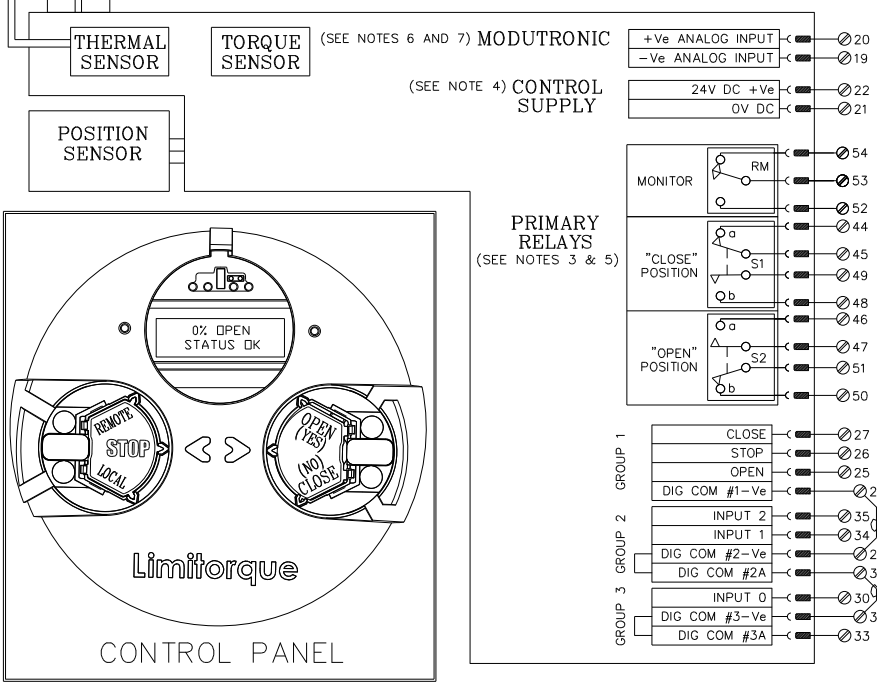 THERMAL
SENSOR
TORQUE
SENSOR
POSITION
SENSOR
(SEE NOTES 6 AND 7) MODUTRONIC
+Ve ANALOG INPUT 20
-Ve ANALOG INPUT 19
(SEE NOTE 4) CONTROL
SUPPLY
24V DC +Ve 22
0V DC 21
PRIMARY
RELAYS
(SEE NOTES 3 & 5)
MONITOR
RM
54
53
52
"CLOSE"
POSITION
a
S1
b
44
45
49
48
"OPEN"
POSITION
a
S2
b
46
47
51
50
GROUP 1
CLOSE 27
STOP 26
OPEN 25
DIG COM #1-Ve 2
GROUP 2
INPUT 2 35
INPUT 1 34
DIG COM #2-Ve 2
DIG COM #2A 3
GROUP 3
INPUT 0 30
DIG COM #3-Ve 3
DIG COM #3A 33
0% OPEN
STATUS OK
REMOTE
STOP
LOCAL
OPEN
(YES)
(NO)
CLOSE
Limitorque
CONTROL PANEL